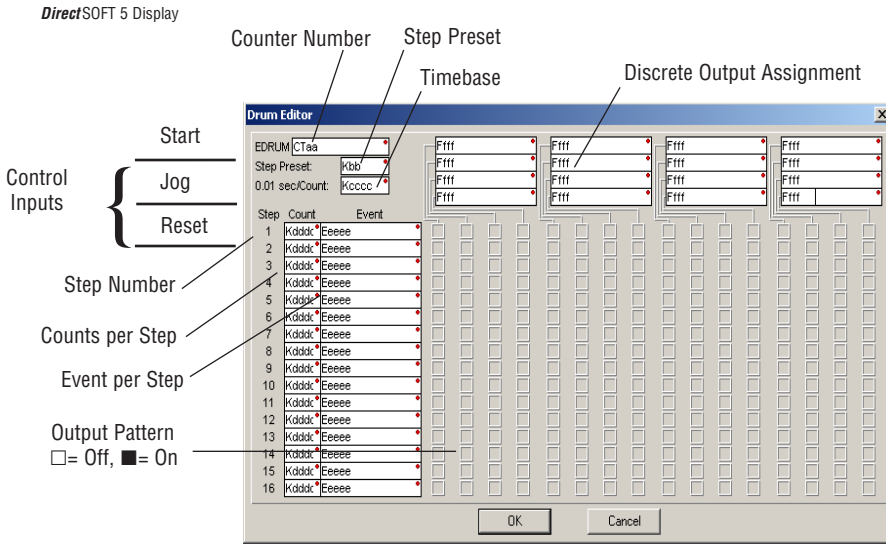 DirectSOFT 5 Display
Counter Number
Step Preset
Timebase
Discrete Output Assignment
Drum Editor
Start
Control Inputs
Jog
Reset
EDRUM CTaa
Step Preset: Kbb
0.01 sec/Count: Kcccc
Ffff Ffff Ffff Ffff
Ffff Ffff Ffff Ffff
Ffff Ffff Ffff Ffff
Ffff Ffff Ffff Ffff
Step Count Event
1 Kdddc Eeeee
2 Kdddc Eeeee
3 Kdddc Eeeee
4 Kdddc Eeeee
5 Kdddc Eeeee
6 Kdddc Eeeee
7 Kdddc Eeeee
8 Kdddc Eeeee
9 Kdddc Eeeee
10 Kdddc Eeeee
11 Kdddc Eeeee
12 Kdddc Eeeee
13 Kdddc Eeeee
14 Kdddc Eeeee
15 Kdddc Eeeee
16 Kdddc Eeeee
Step Number
Counts per Step
Event per Step
Output Pattern
□= Off, ■= On
OK Cancel